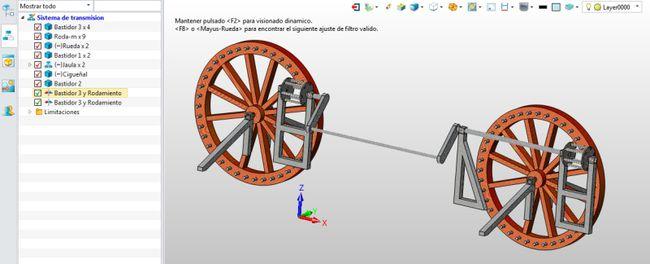 Mostrar todo
Sistema de transmision
Bastidor 3 x 4
Roda-m x 9
(−)Rueda x 2
Bastidor 1 x 2
(−)Jaula x 2
(−)Cigueñal
Bastidor 2
Bastidor 3 y Rodamiento
Bastidor 3 y Rodamiento
Limitaciones
Mantener pulsado <F2> para visionado dinamico.
<F8> o <Mayus-Rueda> para encontrar el siguiente ajuste de filtro valido.
Layer0000
Z
Y
X